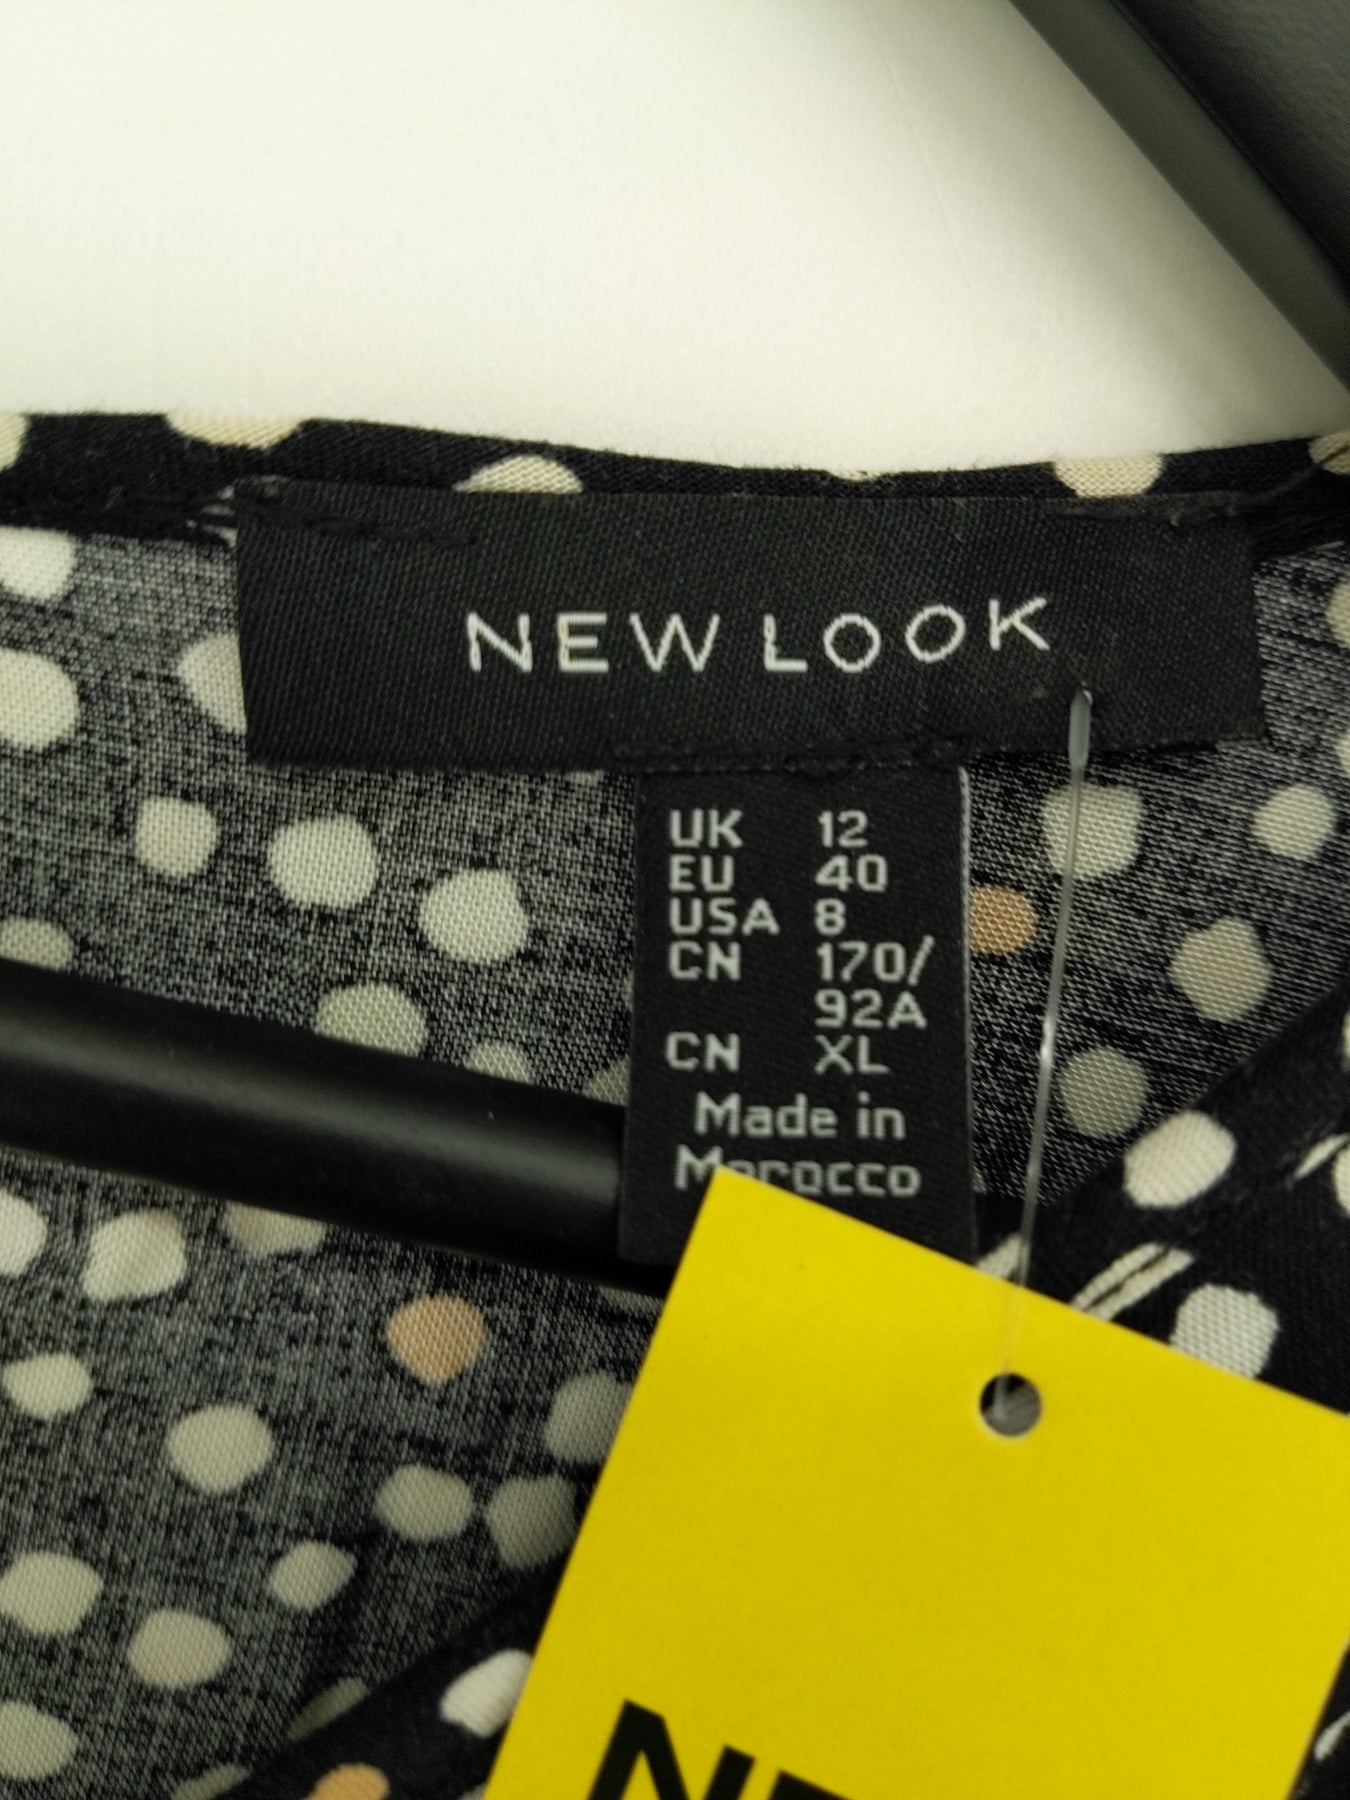 NEW LOOK
UK 12
EU 40
USA 8
CN 170/
92A
CN XL
Made in
Morocco